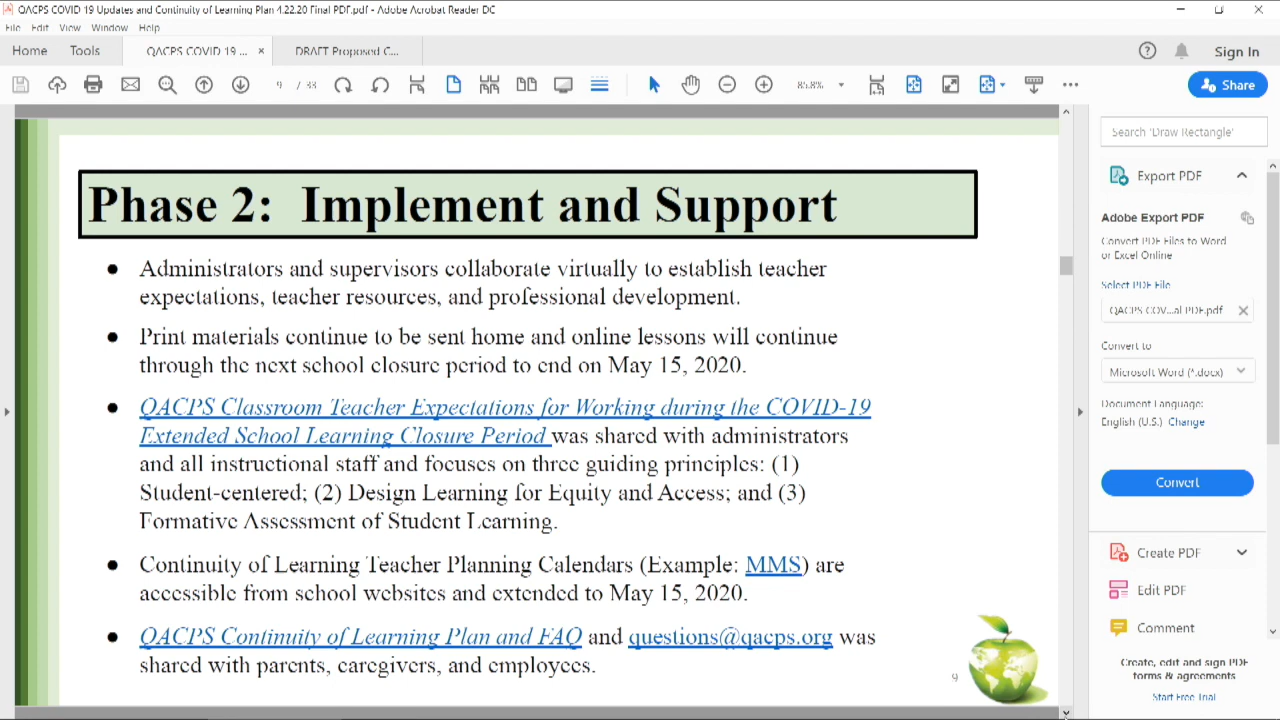 QACPS COVID 19 Updates and Continuity of Learning Plan 4.22.20 Final PDF.pdf - Adobe Acrobat Reader DC
File Edit View Window Help
Home Tools QACPS COVID 19 ... × DRAFT Proposed C... Sign In
9 / 33 85.8% Share
Phase 2: Implement and Support
● Administrators and supervisors collaborate virtually to establish teacher
expectations, teacher resources, and professional development.
● Print materials continue to be sent home and online lessons will continue
through the next school closure period to end on May 15, 2020.
● QACPS Classroom Teacher Expectations for Working during the COVID-19
Extended School Learning Closure Period was shared with administrators
and all instructional staff and focuses on three guiding principles: (1)
Student-centered; (2) Design Learning for Equity and Access; and (3)
Formative Assessment of Student Learning.
● Continuity of Learning Teacher Planning Calendars (Example: MMS) are
accessible from school websites and extended to May 15, 2020.
● QACPS Continuity of Learning Plan and FAQ and questions@qacps.org was
shared with parents, caregivers, and employees.
9
Search 'Draw Rectangle'
Export PDF
Adobe Export PDF
Convert PDF Files to Word
or Excel Online
Select PDF File
QACPS COV...al PDF.pdf
Convert to
Microsoft Word (*.docx)
Document Language:
English (U.S.) Change
Convert
Create PDF
Edit PDF
Comment
Create, edit and sign PDF
forms & agreements
Start Free Trial